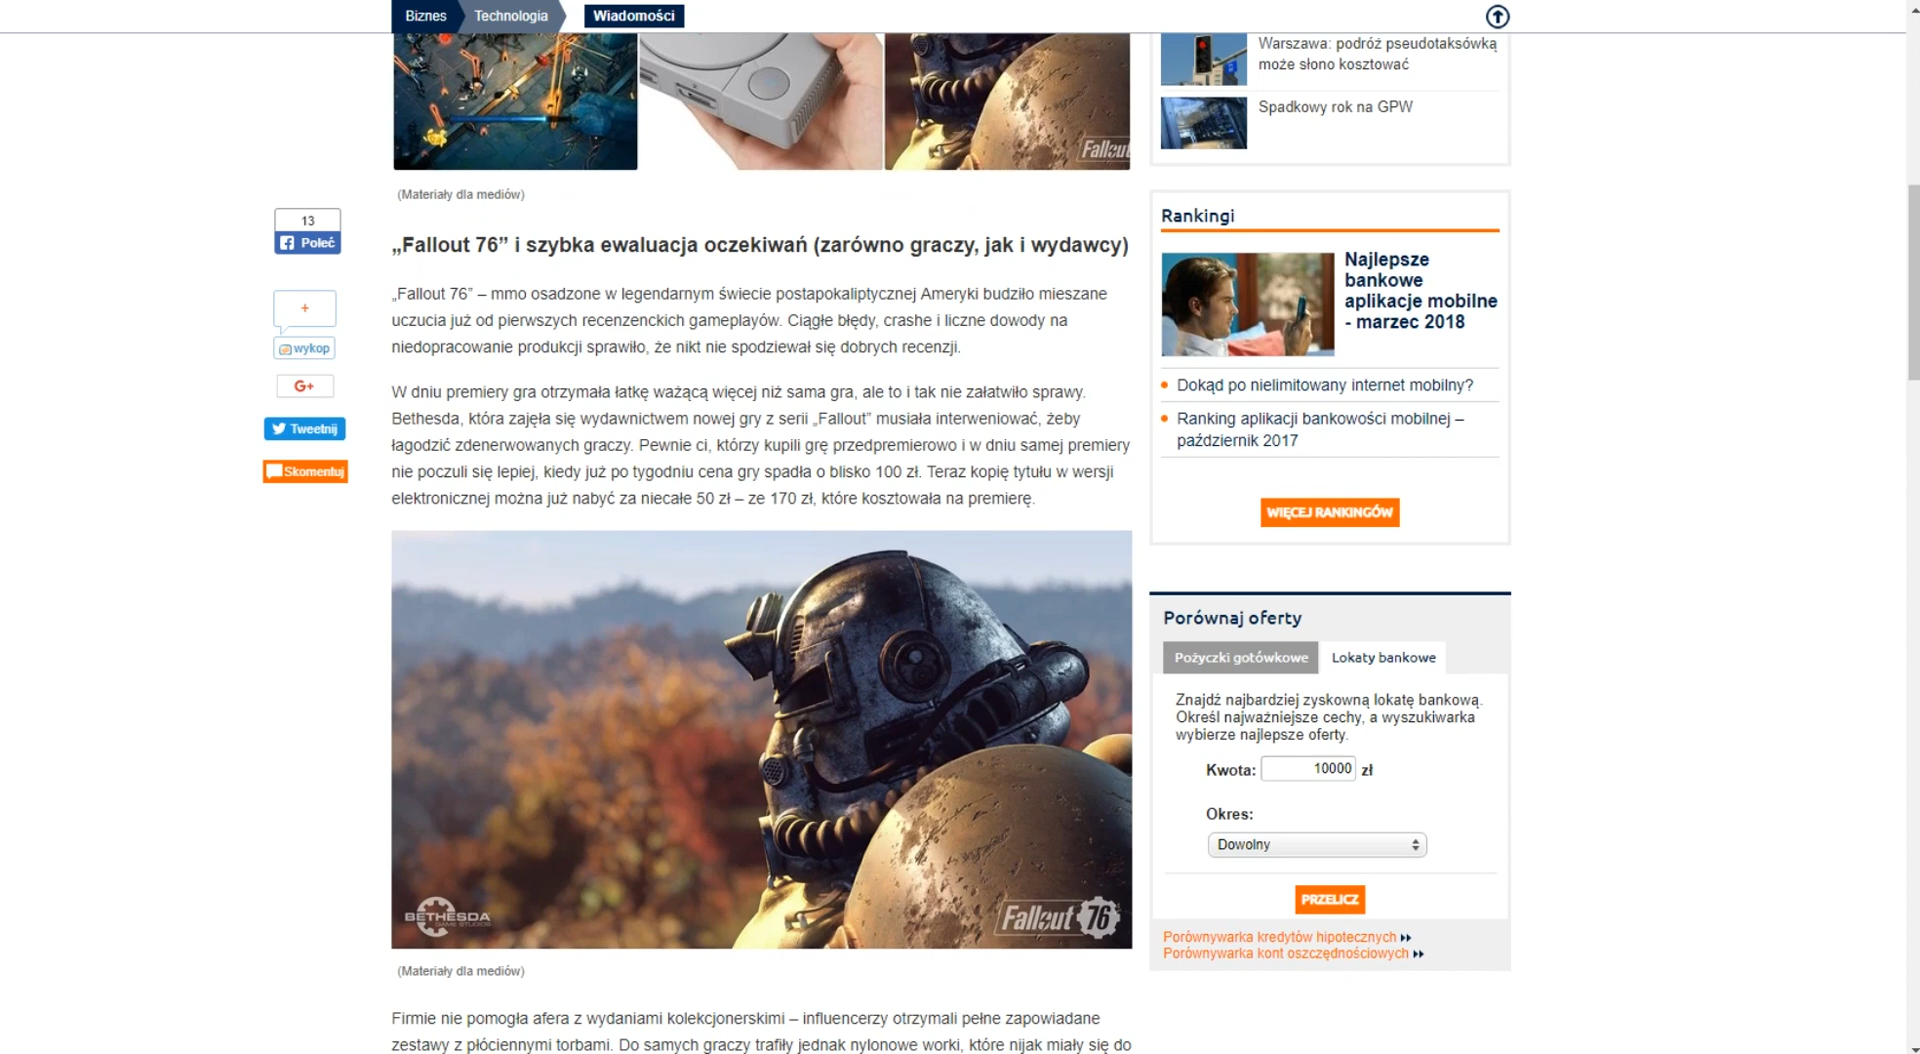 Biznes
Technologia
Wiadomości
Fallout
(Materiały dla mediów)
13
Poleć
+
wykop
G+
Tweetnij
Skomentuj
„Fallout 76” i szybka ewaluacja oczekiwań (zarówno graczy, jak i wydawcy)
„Fallout 76” – mmo osadzone w legendarnym świecie postapokaliptycznej Ameryki budziło mieszane
uczucia już od pierwszych recenzenckich gameplayów. Ciągłe błędy, crashe i liczne dowody na
niedopracowanie produkcji sprawiło, że nikt nie spodziewał się dobrych recenzji.
W dniu premiery gra otrzymała łatkę ważącą więcej niż sama gra, ale to i tak nie załatwiło sprawy.
Bethesda, która zajęła się wydawnictwem nowej gry z serii „Fallout” musiała interweniować, żeby
łagodzić zdenerwowanych graczy. Pewnie ci, którzy kupili grę przedpremierowo i w dniu samej premiery
nie poczuli się lepiej, kiedy już po tygodniu cena gry spadła o blisko 100 zł. Teraz kopię tytułu w wersji
elektronicznej można już nabyć za niecałe 50 zł – ze 170 zł, które kosztowała na premierę.
BETHESDA
GAME STUDIOS
Fallout 76
(Materiały dla mediów)
Firmie nie pomogła afera z wydaniami kolekcjonerskimi – influencerzy otrzymali pełne zapowiadane
zestawy z płóciennymi torbami. Do samych graczy trafiły jednak nylonowe worki, które nijak miały się do
Warszawa: podróż pseudotaksówką
może słono kosztować
Spadkowy rok na GPW
Rankingi
Najlepsze
bankowe
aplikacje mobilne
- marzec 2018
Dokąd po nielimitowany internet mobilny?
Ranking aplikacji bankowości mobilnej –
październik 2017
WIĘCEJ RANKINGÓW
Porównaj oferty
Pożyczki gotówkowe
Lokaty bankowe
Znajdź najbardziej zyskowną lokatę bankową.
Określ najważniejsze cechy, a wyszukiwarka
wybierze najlepsze oferty.
Kwota: 10000 zł
Okres:
Dowolny
PRZELICZ
Porównywarka kredytów hipotecznych
Porównywarka kont oszczędnościowych